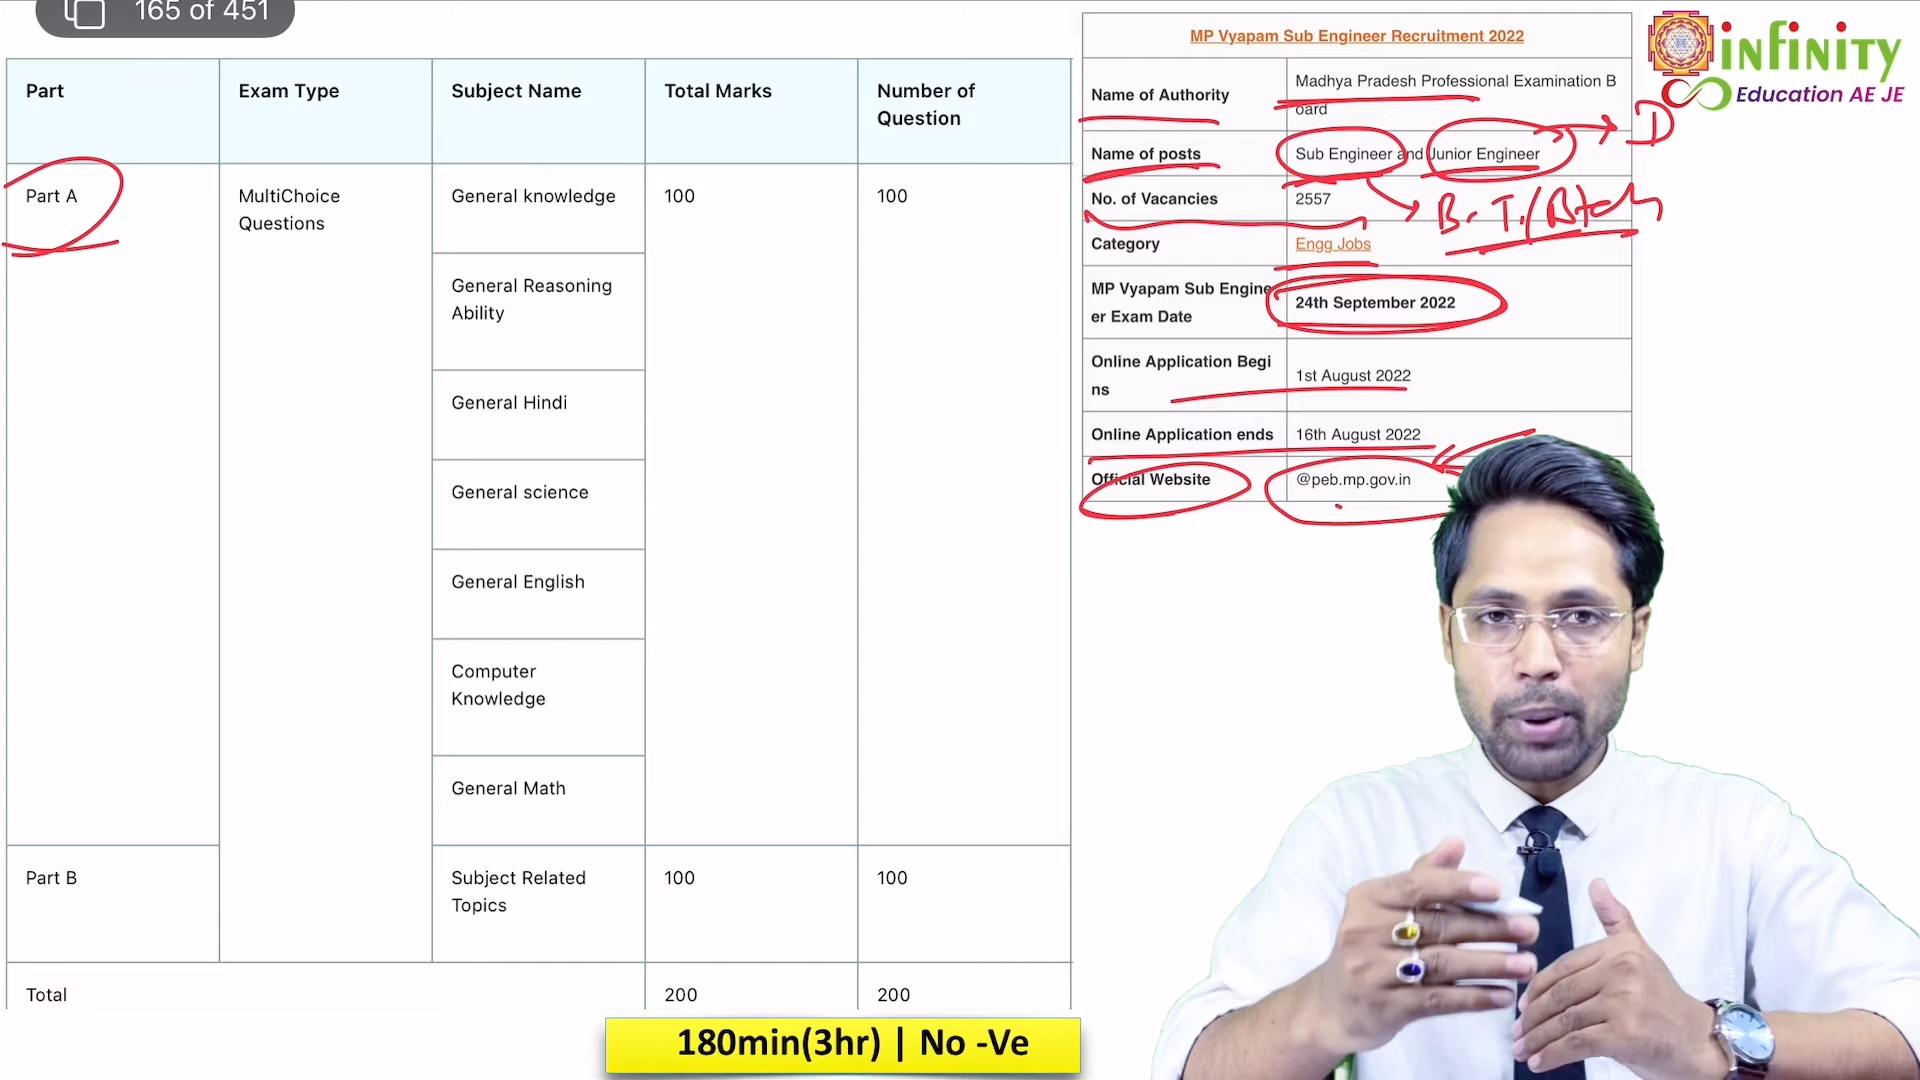 165 of 451
Part
Exam Type
Subject Name
Total Marks
Number of
Question
Part A
MultiChoice
Questions
General knowledge
100
100
General Reasoning
Ability
General Hindi
General science
General English
Computer
Knowledge
General Math
Part B
Subject Related
Topics
100
100
Total
200
200
180min(3hr) | No -Ve
MP Vyapam Sub Engineer Recruitment 2022
Name of Authority
Madhya Pradesh Professional Examination B
oard
Name of posts
Sub Engineer and Junior Engineer
D
No. of Vacancies
2557
B.T./Btch
Category
Engg Jobs
MP Vyapam Sub Engine
er Exam Date
24th September 2022
Online Application Begi
ns
1st August 2022
Online Application ends
16th August 2022
Official Website
@peb.mp.gov.in
infinity
Education AE JE